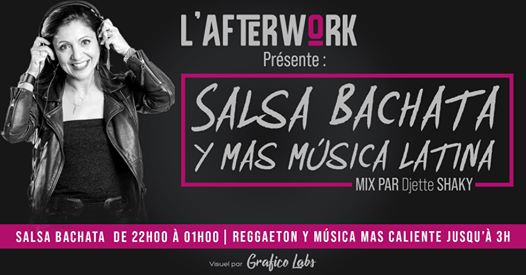 L'AFTERWORK
Présente :
SALSA BACHATA
Y MAS MÚSICA LATINA
MIX PAR Djette SHAKY
SALSA BACHATA DE 22H00 À 01H00 | REGGAETON Y MÚSICA MAS CALIENTE JUSQU'À 3H
Visuel par Grafico Labs